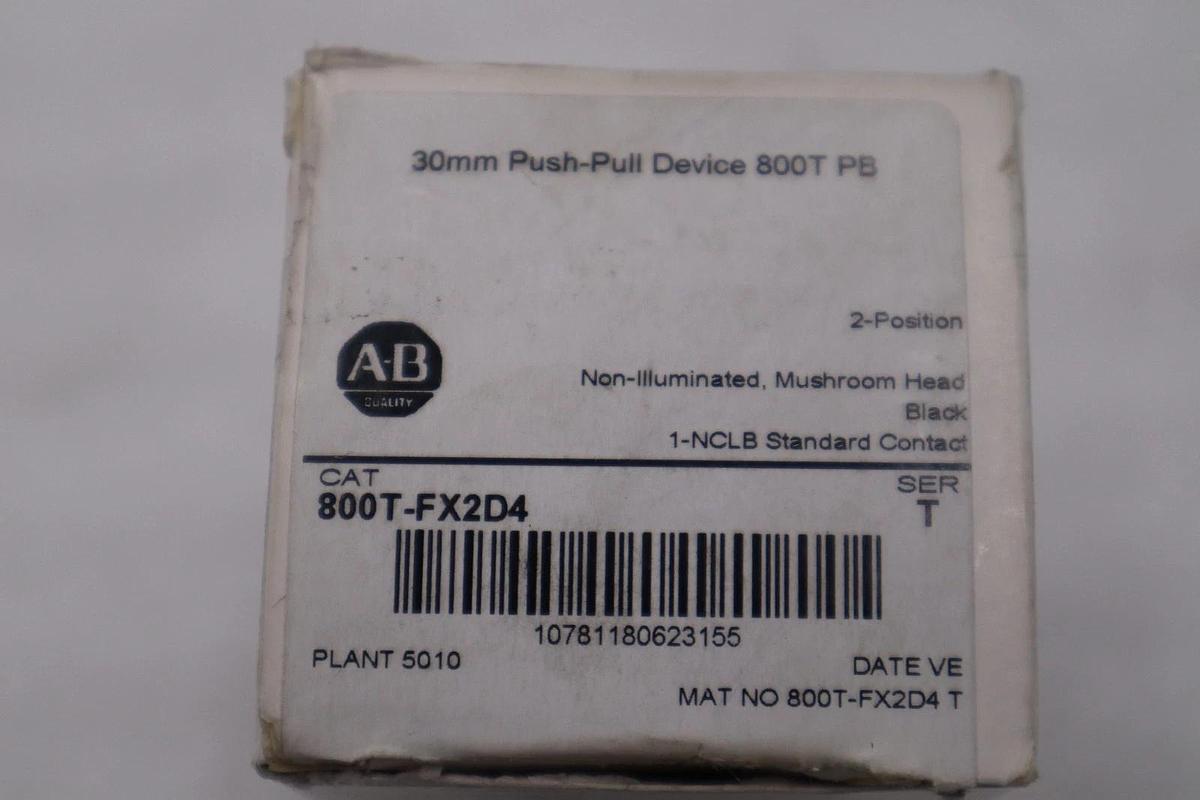 30mm Push-Pull Device 800T PB
2-Position
A-B
QUALITY
Non-Illuminated, Mushroom Head
Black
1-NCLB Standard Contact
CAT
SER
800T-FX2D4
T
10781180623155
PLANT 5010
DATE VE
MAT NO 800T-FX2D4 T